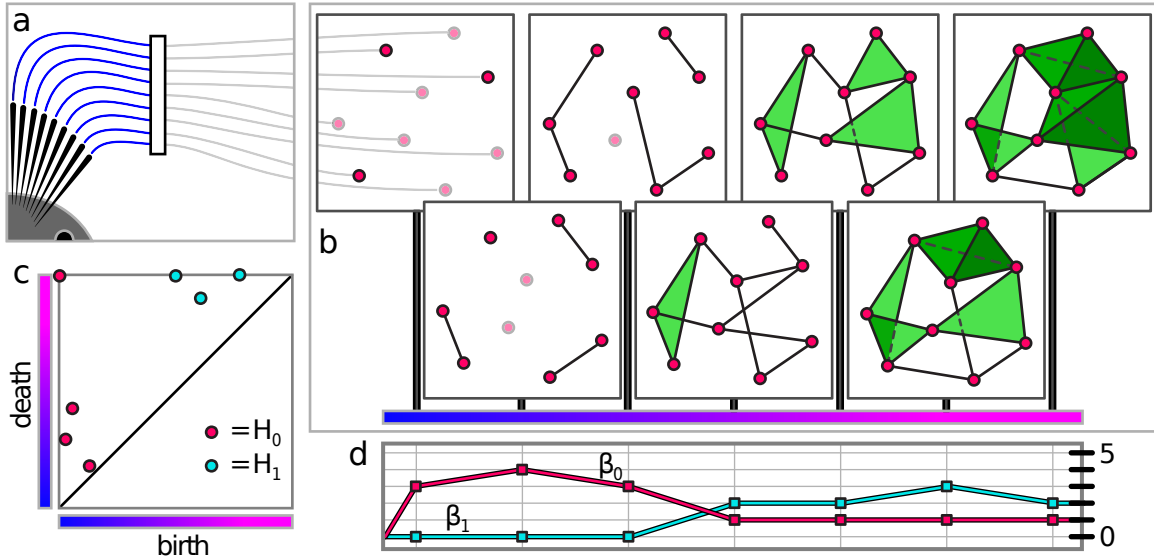 a
b
c
death
birth
= H₀
= H₁
d
β₀
β₁
5
0